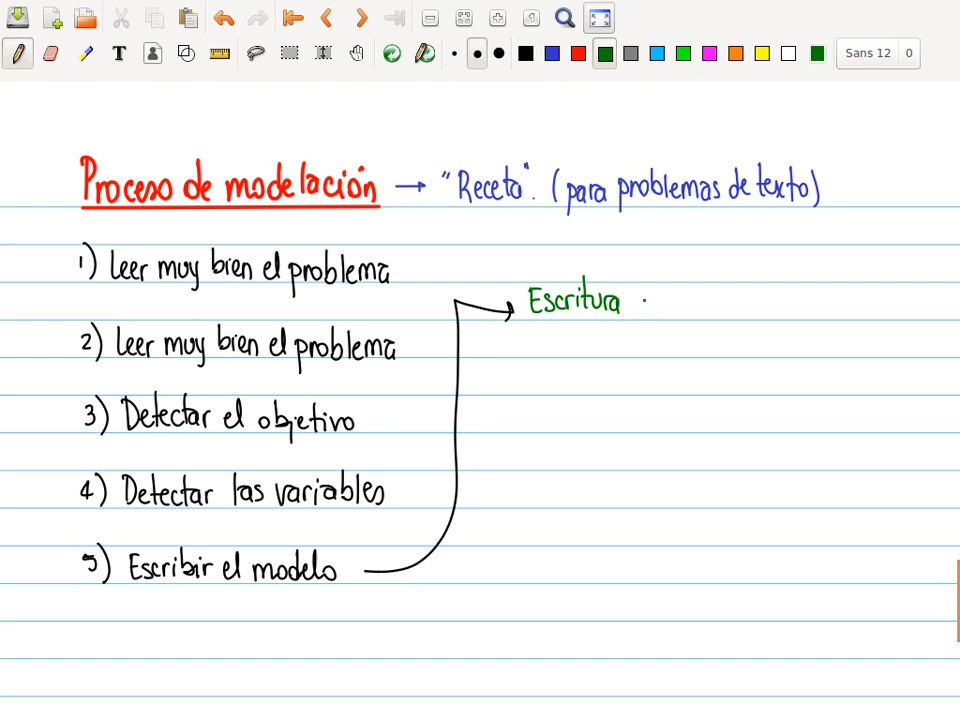 Sans 12 0
Proceso de modelación → "Receta". (para problemas de texto)
1) Leer muy bien el problema
2) Leer muy bien el problema
3) Detectar el objetivo
4) Detectar las variables
5) Escribir el modelo
Escritura